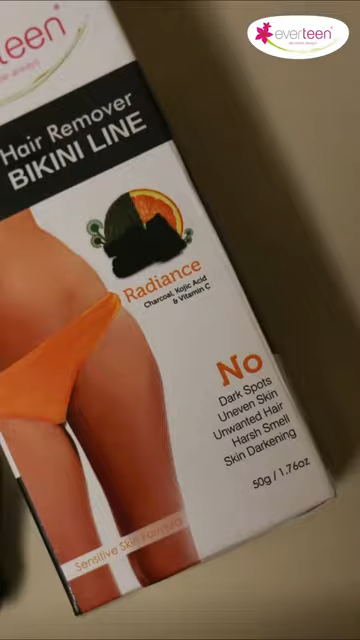 everteen
teen
Hair Remover
BIKINI LINE
Radiance
Charcoal, Kojic Acid
& Vitamin C
No
Dark Spots
Uneven Skin
Unwanted Hair
Harsh Smell
Skin Darkening
50g / 1.76oz
Sensitive Skin Formula